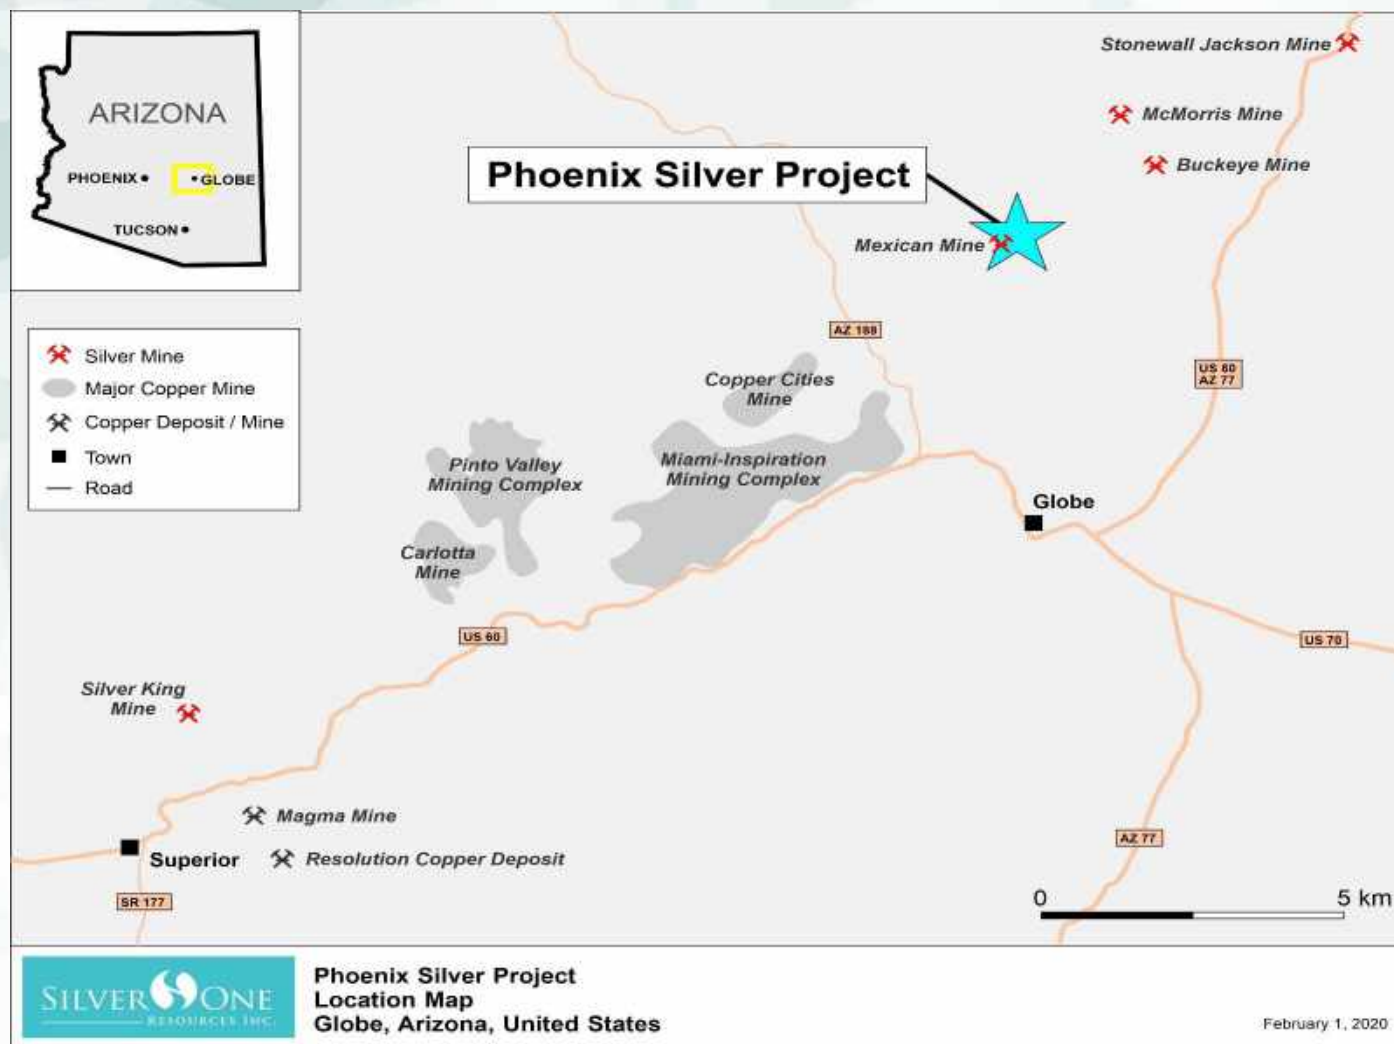 ARIZONA
PHOENIX
GLOBE
TUCSON
Silver Mine
Major Copper Mine
Copper Deposit / Mine
Town
Road
Stonewall Jackson Mine
McMorris Mine
Buckeye Mine
Phoenix Silver Project
Mexican Mine
AZ 188
US 60
AZ 77
Copper Cities
Mine
Pinto Valley
Mining Complex
Miami-Inspiration
Mining Complex
Globe
Carlotta
Mine
US 60
US 70
Silver King
Mine
Magma Mine
Superior
Resolution Copper Deposit
AZ 77
SR 177
0
5 km
SILVER ONE
RESOURCES INC.
Phoenix Silver Project
Location Map
Globe, Arizona, United States
February 1, 2020